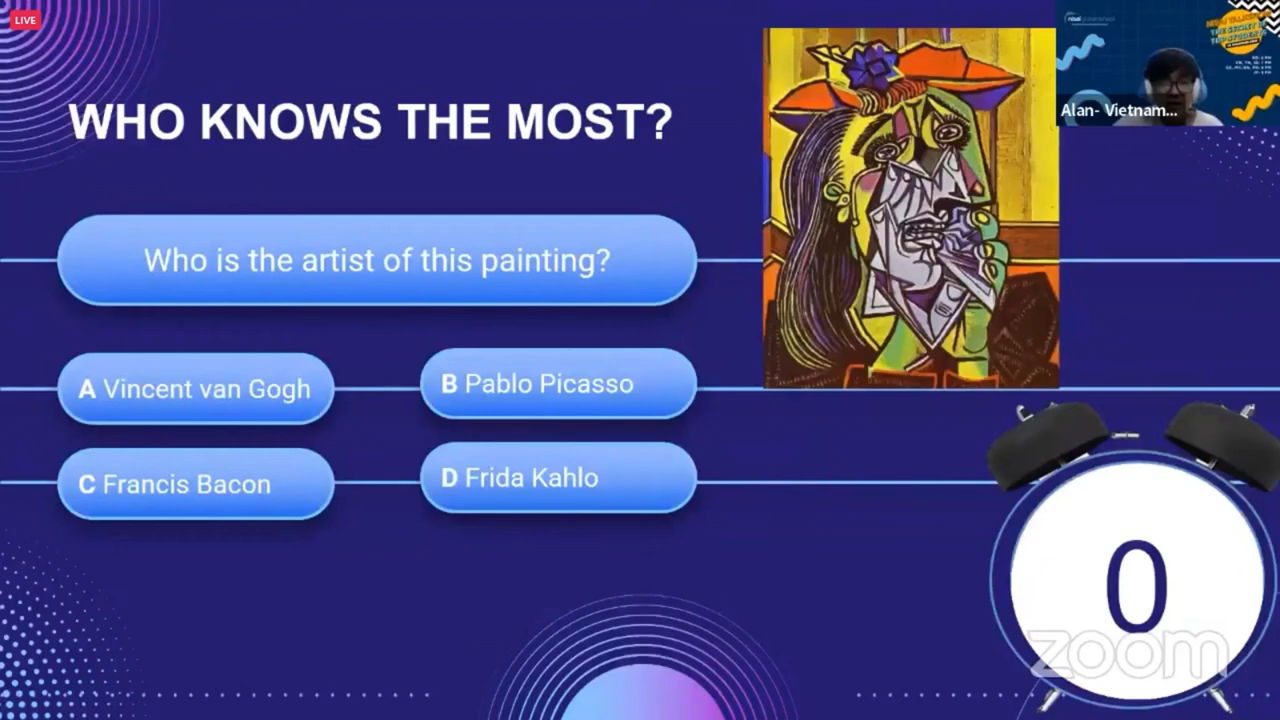 LIVE
WHO KNOWS THE MOST?
Who is the artist of this painting?
A Vincent van Gogh
B Pablo Picasso
C Francis Bacon
D Frida Kahlo
Alan- Vietnam...
0
zoom